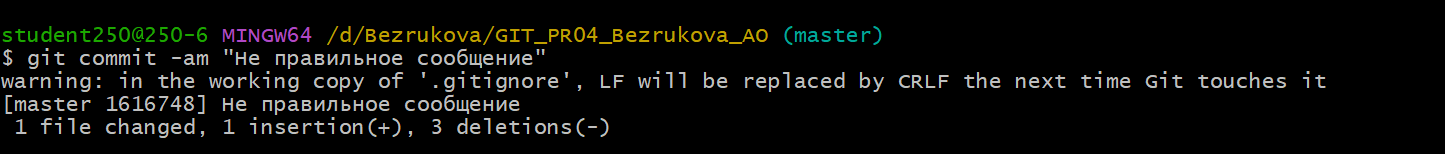 student250@250-6 MINGW64 /d/Bezrukova/GIT_PR04_Bezrukova_AO (master)
$ git commit -am "Не правильное сообщение"
warning: in the working copy of '.gitignore', LF will be replaced by CRLF the next time Git touches it
[master 1616748] Не правильное сообщение
 1 file changed, 1 insertion(+), 3 deletions(-)